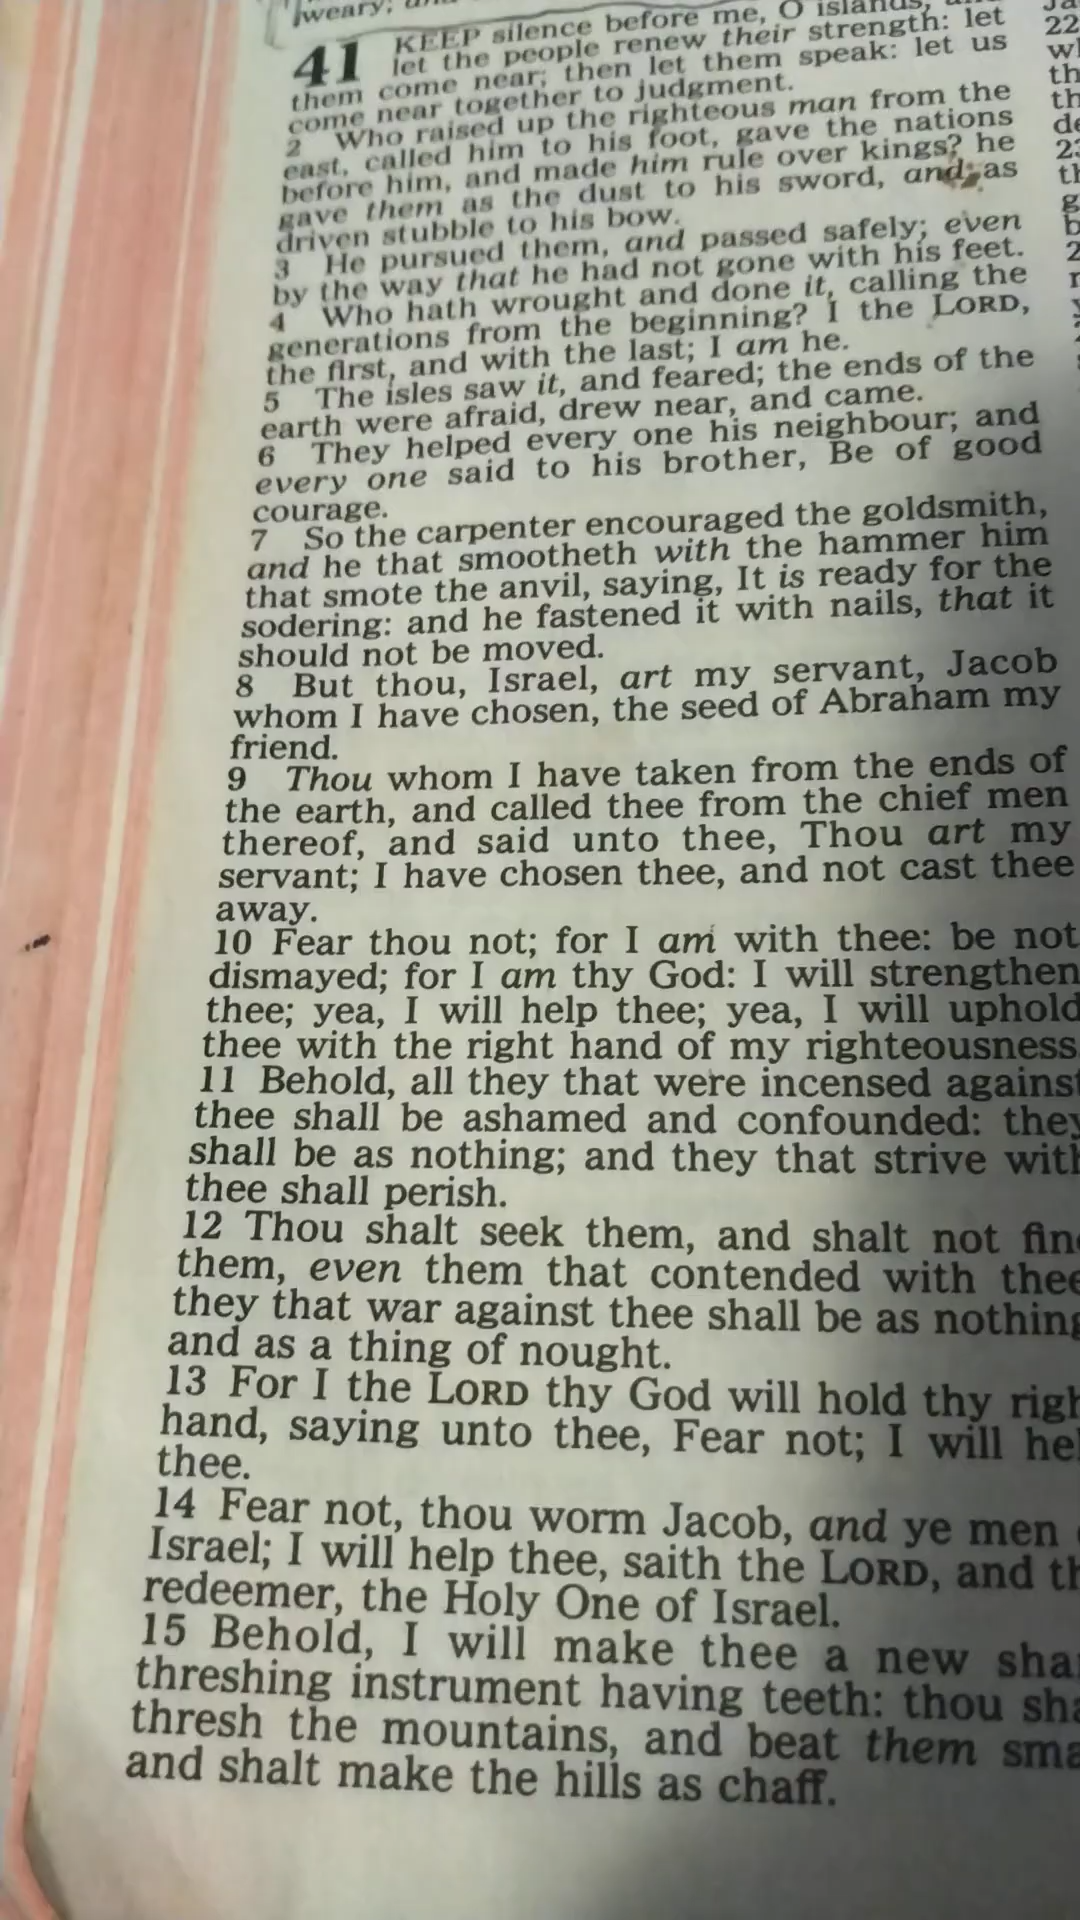 weary;
41 KEEP silence before me, O islands,
let the people renew their strength: let
them come near; then let them speak: let us
come near together to judgment.
2 Who raised up the righteous man from the
east, called him to his foot, gave the nations
before him, and made him rule over kings? he
gave them as the dust to his sword, and as
driven stubble to his bow.
3 He pursued them, and passed safely; even
by the way that he had not gone with his feet.
4 Who hath wrought and done it, calling the
generations from the beginning? I the LORD,
the first, and with the last; I am he.
5 The isles saw it, and feared; the ends of the
earth were afraid, drew near, and came.
6 They helped every one his neighbour; and
every one said to his brother, Be of good
courage.
7 So the carpenter encouraged the goldsmith,
and he that smootheth with the hammer him
that smote the anvil, saying, It is ready for the
sodering: and he fastened it with nails, that it
should not be moved.
8 But thou, Israel, art my servant, Jacob
whom I have chosen, the seed of Abraham my
friend.
9 Thou whom I have taken from the ends of
the earth, and called thee from the chief men
thereof, and said unto thee, Thou art my
servant; I have chosen thee, and not cast thee
away.
10 Fear thou not; for I am with thee: be not
dismayed; for I am thy God: I will strengthen
thee; yea, I will help thee; yea, I will uphold
thee with the right hand of my righteousness
11 Behold, all they that were incensed against
thee shall be ashamed and confounded: they
shall be as nothing; and they that strive with
thee shall perish.
12 Thou shalt seek them, and shalt not
them, even them that contended with thee
they that war against thee shall be as nothing
and as a thing of nought.
13 For I the LORD thy God will hold thy
hand, saying unto thee, Fear not; I will
thee.
14 Fear not, thou worm Jacob, and ye men
Israel; I will help thee, saith the LORD, and
redeemer, the Holy One of Israel.
15 Behold, I will make thee a new
threshing instrument having teeth: thou
thresh the mountains, and beat them
and shalt make the hills as chaff.
22
23